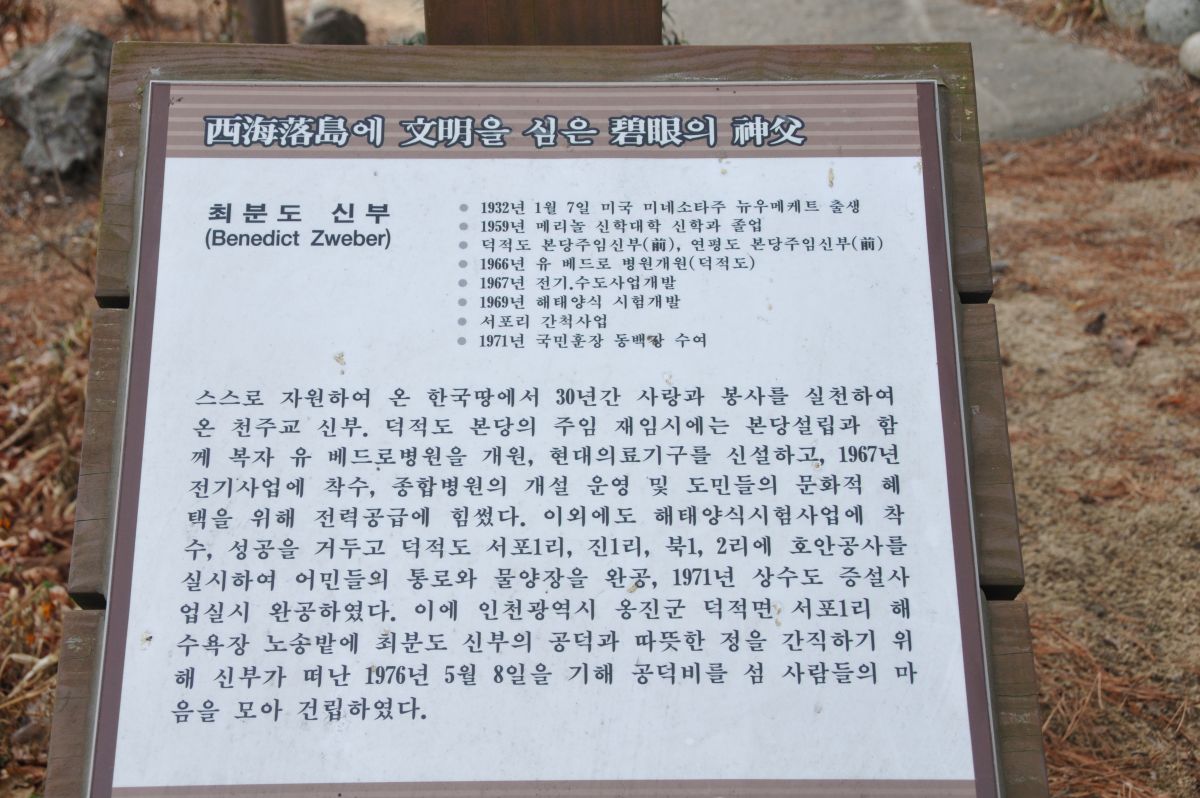 西海落島에 文明을 심은 碧眼의 神父
최분도 신부
(Benedict Zweber)
1932년 1월 7일 미국 미네소타주 뉴우메케트 출생
1959년 메리놀 신학대학 신학과 졸업
덕적도 본당주임신부(前), 연평도 본당주임신부(前)
1966년 유 베드로 병원개원(덕적도)
1967년 전기.수도사업개발
1969년 해태양식 시험개발
서포리 간척사업
1971년 국민훈장 동백장 수여
스스로 자원하여 온 한국땅에서 30년간 사랑과 봉사를 실천하여
온 천주교 신부. 덕적도 본당의 주임 재임시에는 본당설립과 함
께 복자 유 베드로병원을 개원, 현대의료기구를 신설하고, 1967년
전기사업에 착수, 종합병원의 개설 운영 및 도민들의 문화적 혜
택을 위해 전력공급에 힘썼다. 이외에도 해태양식시험사업에 착
수, 성공을 거두고 덕적도 서포1리, 진1리, 북1, 2리에 호안공사를
실시하여 어민들의 통로와 물양장을 완공, 1971년 상수도 증설사
업실시 완공하였다. 이에 인천광역시 옹진군 덕적면 서포1리 해
수욕장 노송밭에 최분도 신부의 공덕과 따뜻한 정을 간직하기 위
해 신부가 떠난 1976년 5월 8일을 기해 공덕비를 섬 사람들의 마
음을 모아 건립하였다.